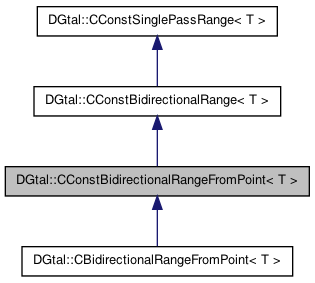 DGtal::CConstSinglePassRange< T >
DGtal::CConstBidirectionalRange< T >
DGtal::CConstBidirectionalRangeFromPoint< T >
DGtal::CBidirectionalRangeFromPoint< T >